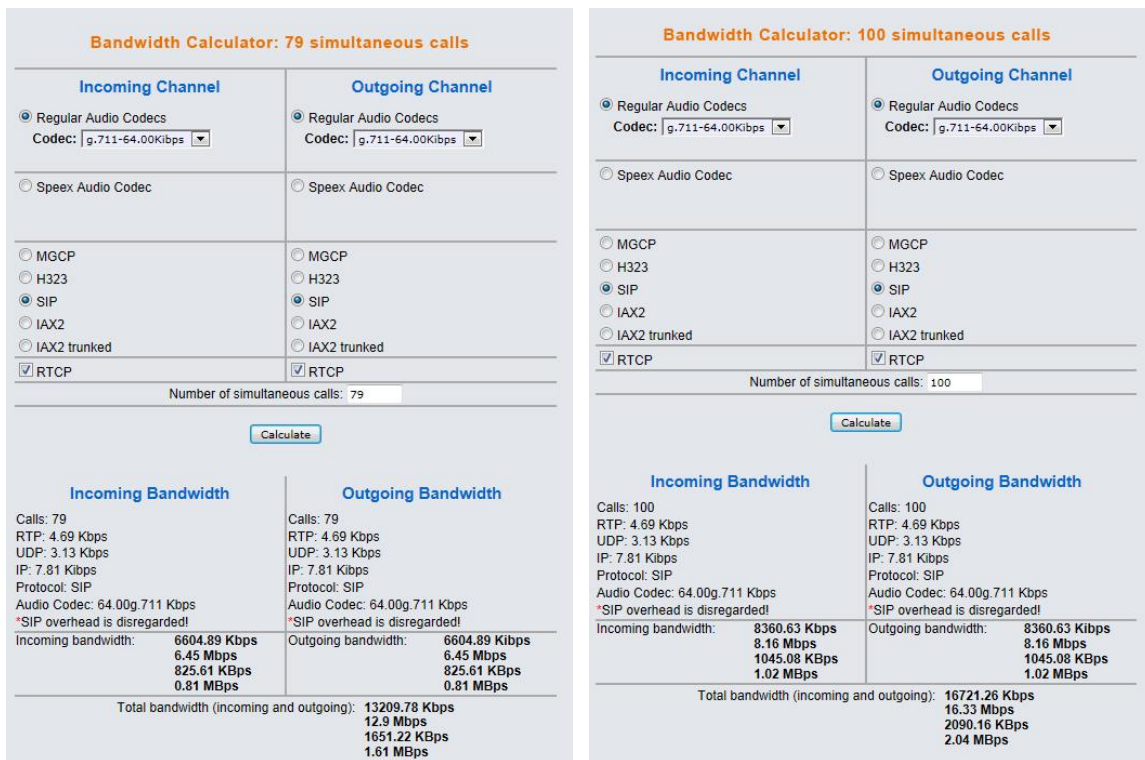 Bandwidth Calculator: 79 simultaneous calls
Incoming Channel
Outgoing Channel
Regular Audio Codecs
Codec: g.711-64.00Kibps
Regular Audio Codecs
Codec: g.711-64.00Kibps
Speex Audio Codec
Speex Audio Codec
MGCP
H323
SIP
IAX2
IAX2 trunked
MGCP
H323
SIP
IAX2
IAX2 trunked
RTCP
RTCP
Number of simultaneous calls: 79
Calculate
Incoming Bandwidth
Calls: 79
RTP: 4.69 Kbps
UDP: 3.13 Kbps
IP: 7.81 Kibps
Protocol: SIP
Audio Codec: 64.00g.711 Kbps
*SIP overhead is disregarded!
Outgoing Bandwidth
Calls: 79
RTP: 4.69 Kbps
UDP: 3.13 Kbps
IP: 7.81 Kibps
Protocol: SIP
Audio Codec: 64.00g.711 Kbps
*SIP overhead is disregarded!
Incoming bandwidth: 6604.89 Kbps
6.45 Mbps
825.61 KBps
0.81 MBps
Outgoing bandwidth: 6604.89 Kibps
6.45 Mbps
825.61 KBps
0.81 MBps
Total bandwidth (incoming and outgoing): 13209.78 Kbps
12.9 Mbps
1651.22 KBps
1.61 MBps
Bandwidth Calculator: 100 simultaneous calls
Incoming Channel
Outgoing Channel
Regular Audio Codecs
Codec: g.711-64.00Kibps
Regular Audio Codecs
Codec: g.711-64.00Kibps
Speex Audio Codec
Speex Audio Codec
MGCP
H323
SIP
IAX2
IAX2 trunked
MGCP
H323
SIP
IAX2
IAX2 trunked
RTCP
RTCP
Number of simultaneous calls: 100
Calculate
Incoming Bandwidth
Calls: 100
RTP: 4.69 Kbps
UDP: 3.13 Kbps
IP: 7.81 Kibps
Protocol: SIP
Audio Codec: 64.00g.711 Kbps
*SIP overhead is disregarded!
Outgoing Bandwidth
Calls: 100
RTP: 4.69 Kbps
UDP: 3.13 Kbps
IP: 7.81 Kibps
Protocol: SIP
Audio Codec: 64.00g.711 Kbps
*SIP overhead is disregarded!
Incoming bandwidth: 8360.63 Kbps
8.16 Mbps
1045.08 KBps
1.02 MBps
Outgoing bandwidth: 8360.63 Kibps
8.16 Mbps
1045.08 KBps
1.02 MBps
Total bandwidth (incoming and outgoing): 16721.26 Kbps
16.33 Mbps
2090.16 KBps
2.04 MBps